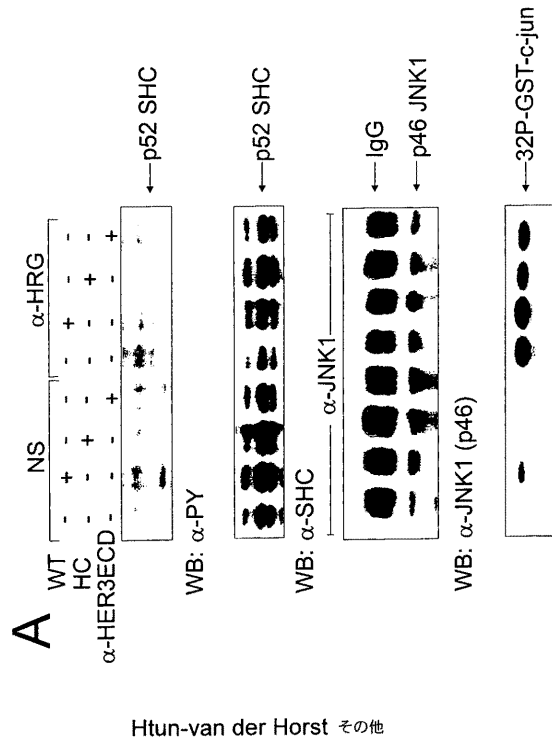 A
NS α-HRG
WT - + - - - + - -
HC - - + - - - + -
α-HER3ECD - - - + - - - +
p52 SHC
WB: α-PY
p52 SHC
WB: α-SHC
α-JNK1
IgG
p46 JNK1
WB: α-JNK1 (p46)
32P-GST-c-jun
Htun-van der Horst その他